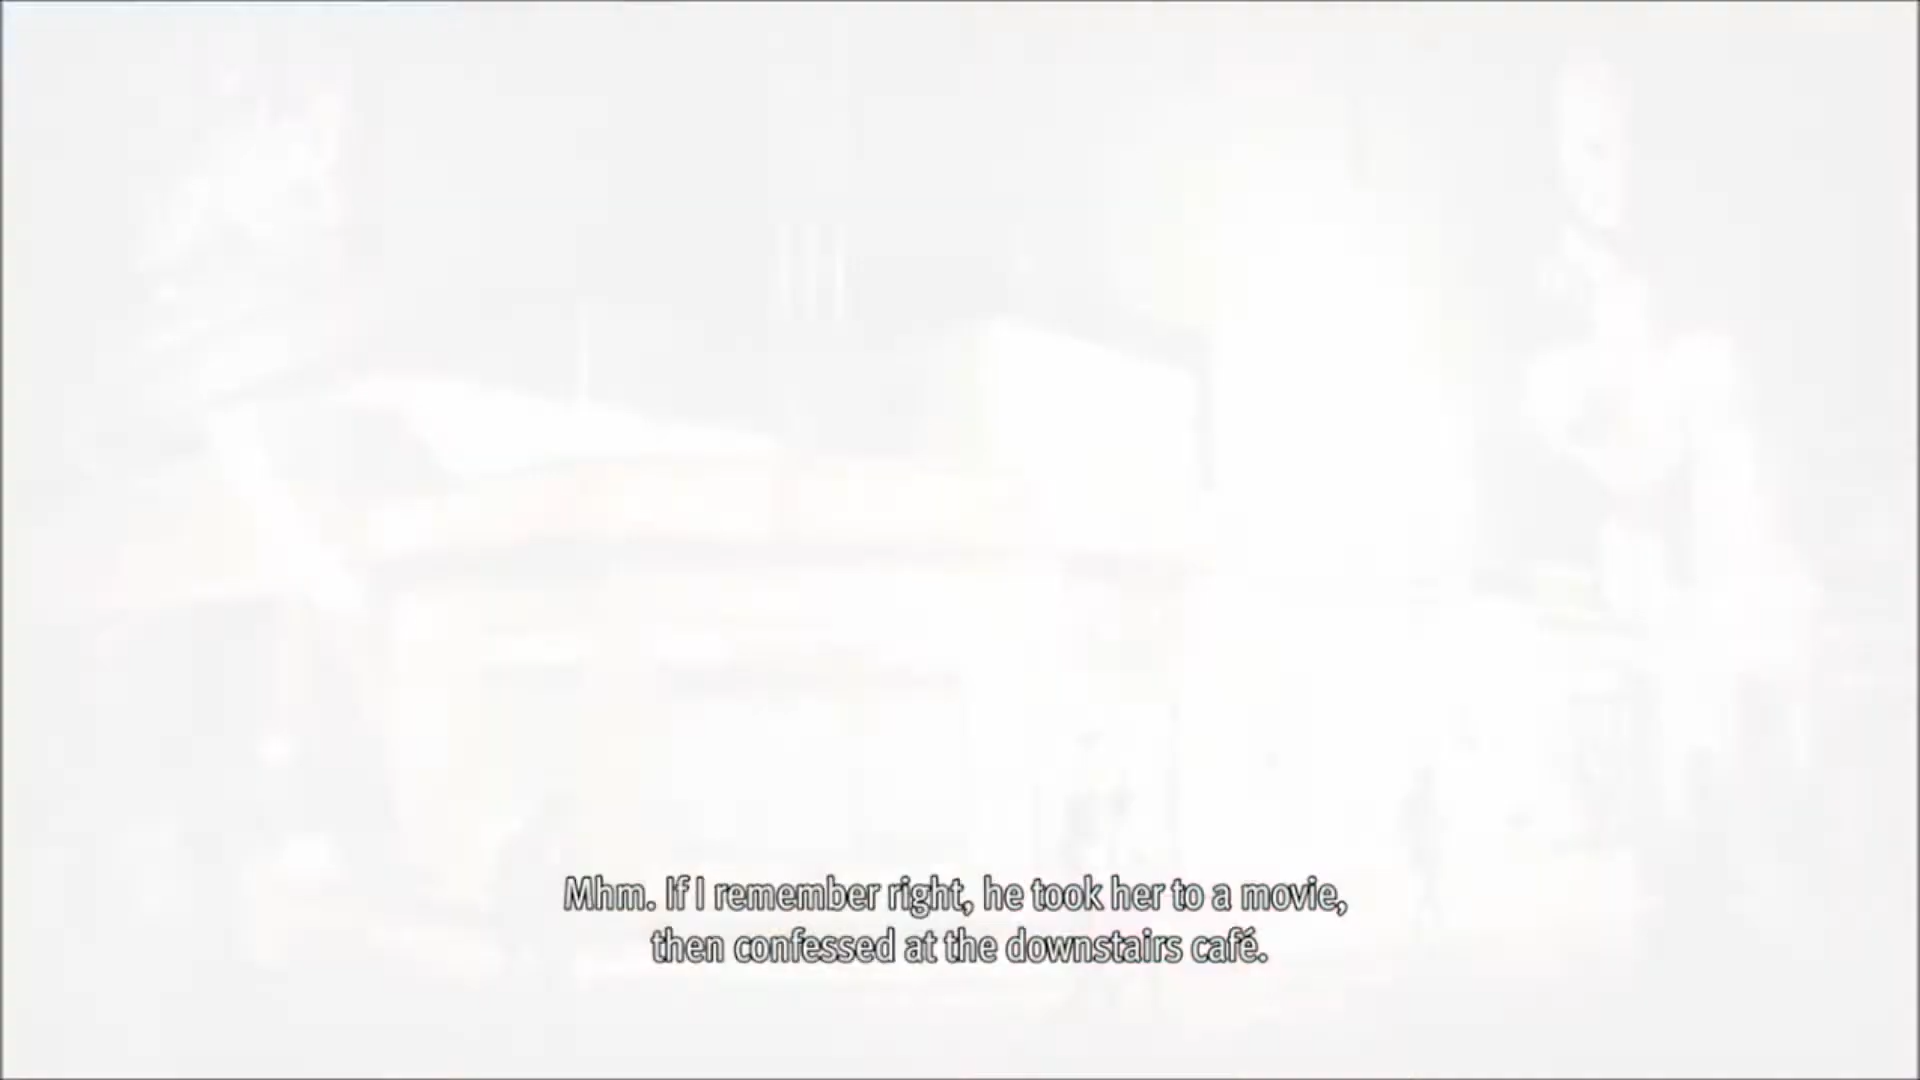 Mhm. If I remember right, he took her to a movie,
then confessed at the downstairs café.